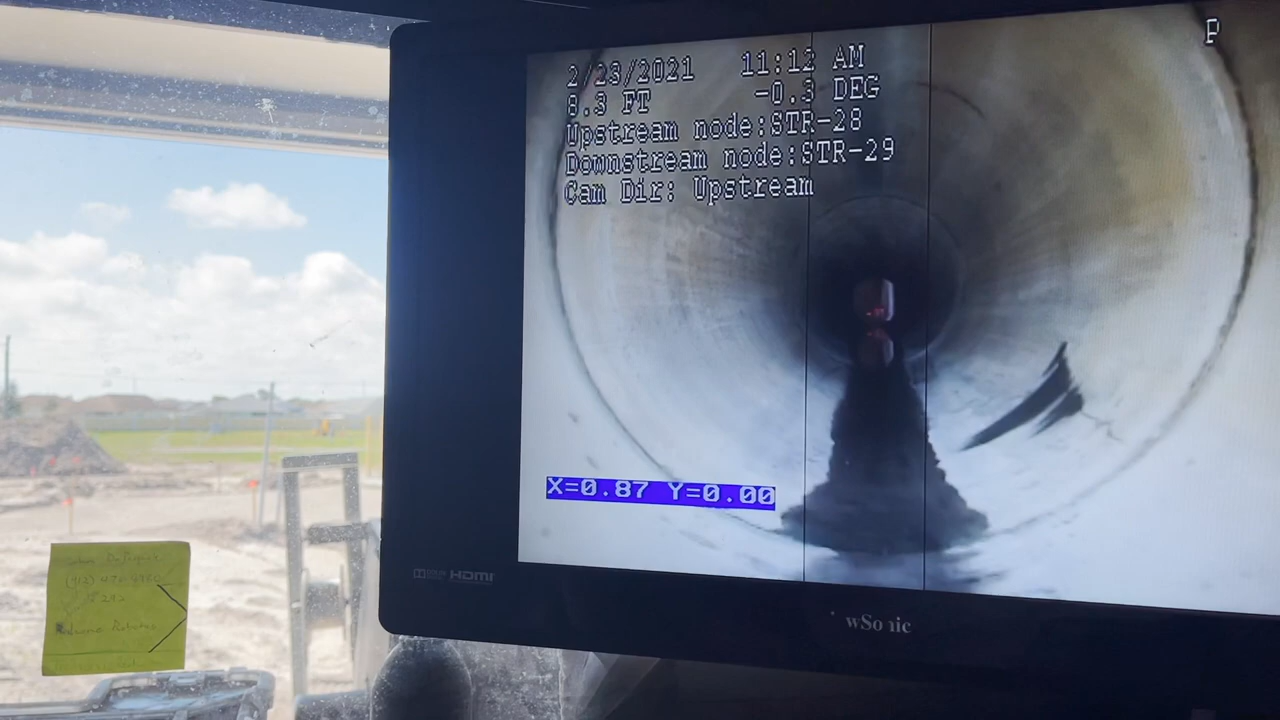 P
2/23/2021 11:12 AM
8.3 FT -0.3 DEG
Upstream node:STR-28
Downstream node:STR-29
Cam Dir: Upstream
X=0.87 Y=0.00
HDMI
wSonic